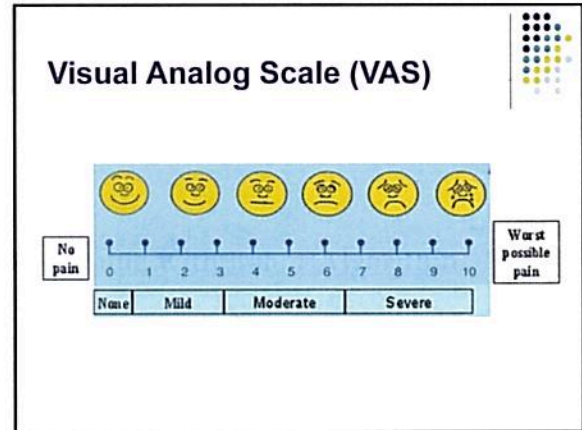 Visual Analog Scale (VAS)
No
pain
Worst
possible
pain
0 1 2 3 4 5 6 7 8 9 10
None Mild Moderate Severe